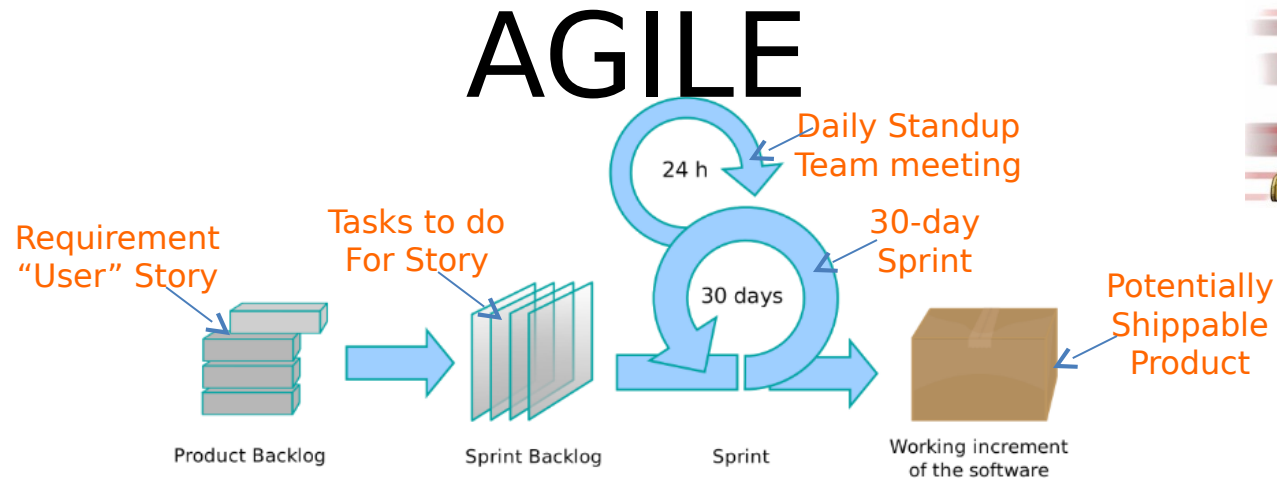 AGILE
Daily Standup
Team meeting
24 h
Requirement
“User” Story
Tasks to do
For Story
30-day
Sprint
30 days
Potentially
Shippable
Product
Product Backlog
Sprint Backlog
Sprint
Working increment
of the software